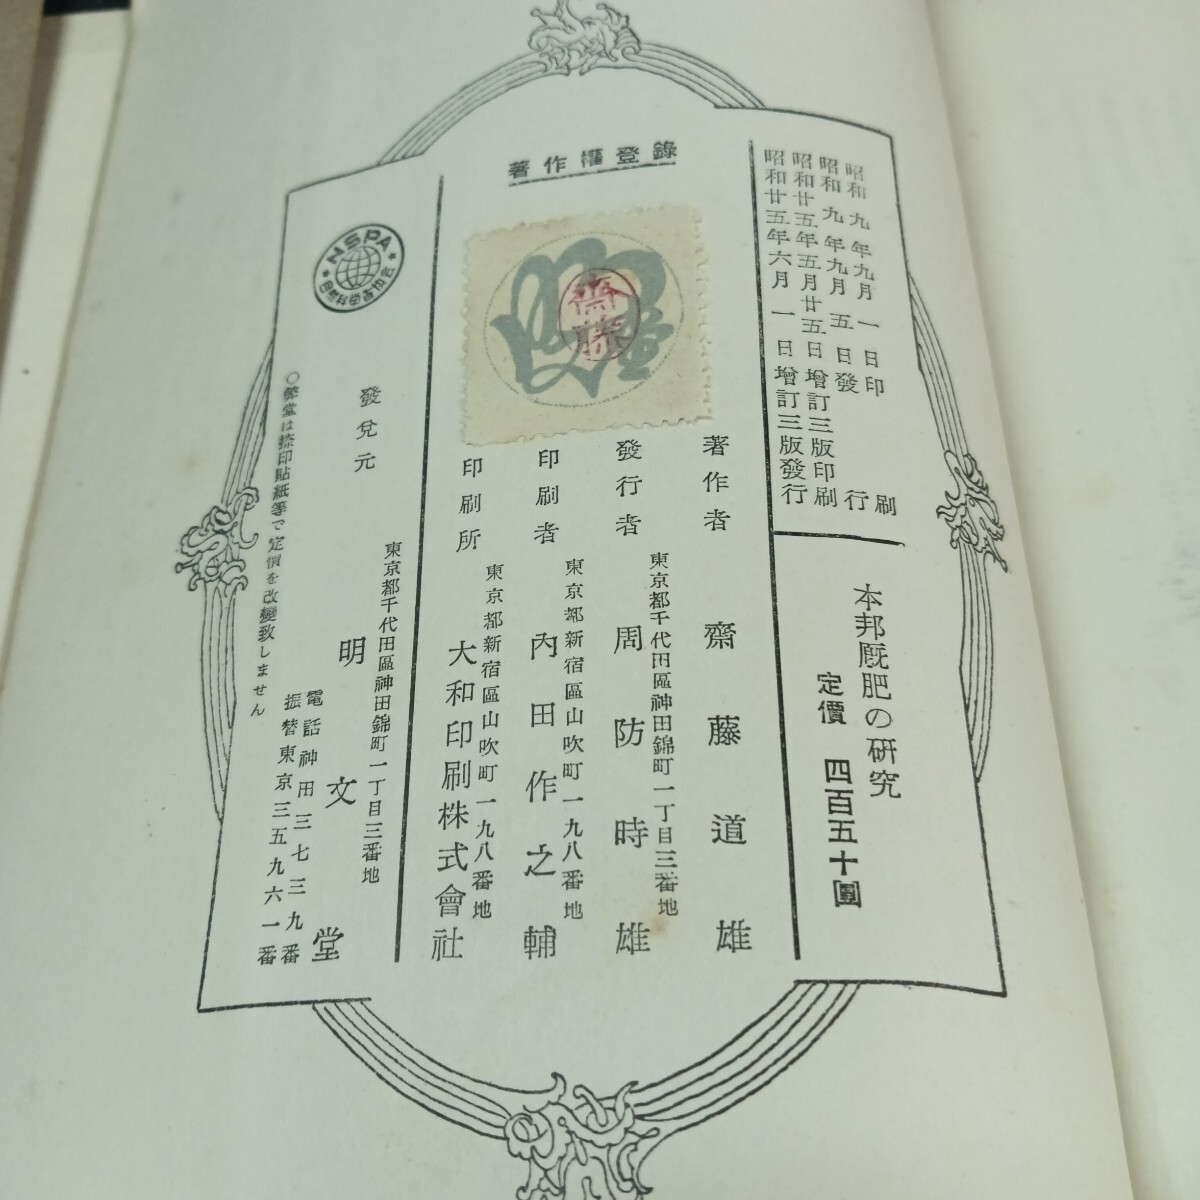 昭和九年九月一日印刷
昭和九年九月五日發行
昭和廿五年五月廿五日增訂三版印刷
昭和廿五年六月一日增訂三版發行
本邦厩肥の研究
定價 四百五十圓
著作權登錄
齋藤
著作者 齋藤道雄
東京都千代田區神田錦町一丁目三番地
發行者 周防時雄
東京都新宿區山吹町一九八番地
印刷者 內田作之輔
東京都新宿區山吹町一九八番地
印刷所 大和印刷株式會社
NSPA
自然科學書協会
東京都千代田區神田錦町一丁目三番地
發兌元 明文堂
電話神田三七三九番
振替東京三五九六一番
○弊堂は捺印貼紙等で定價を改變致しません